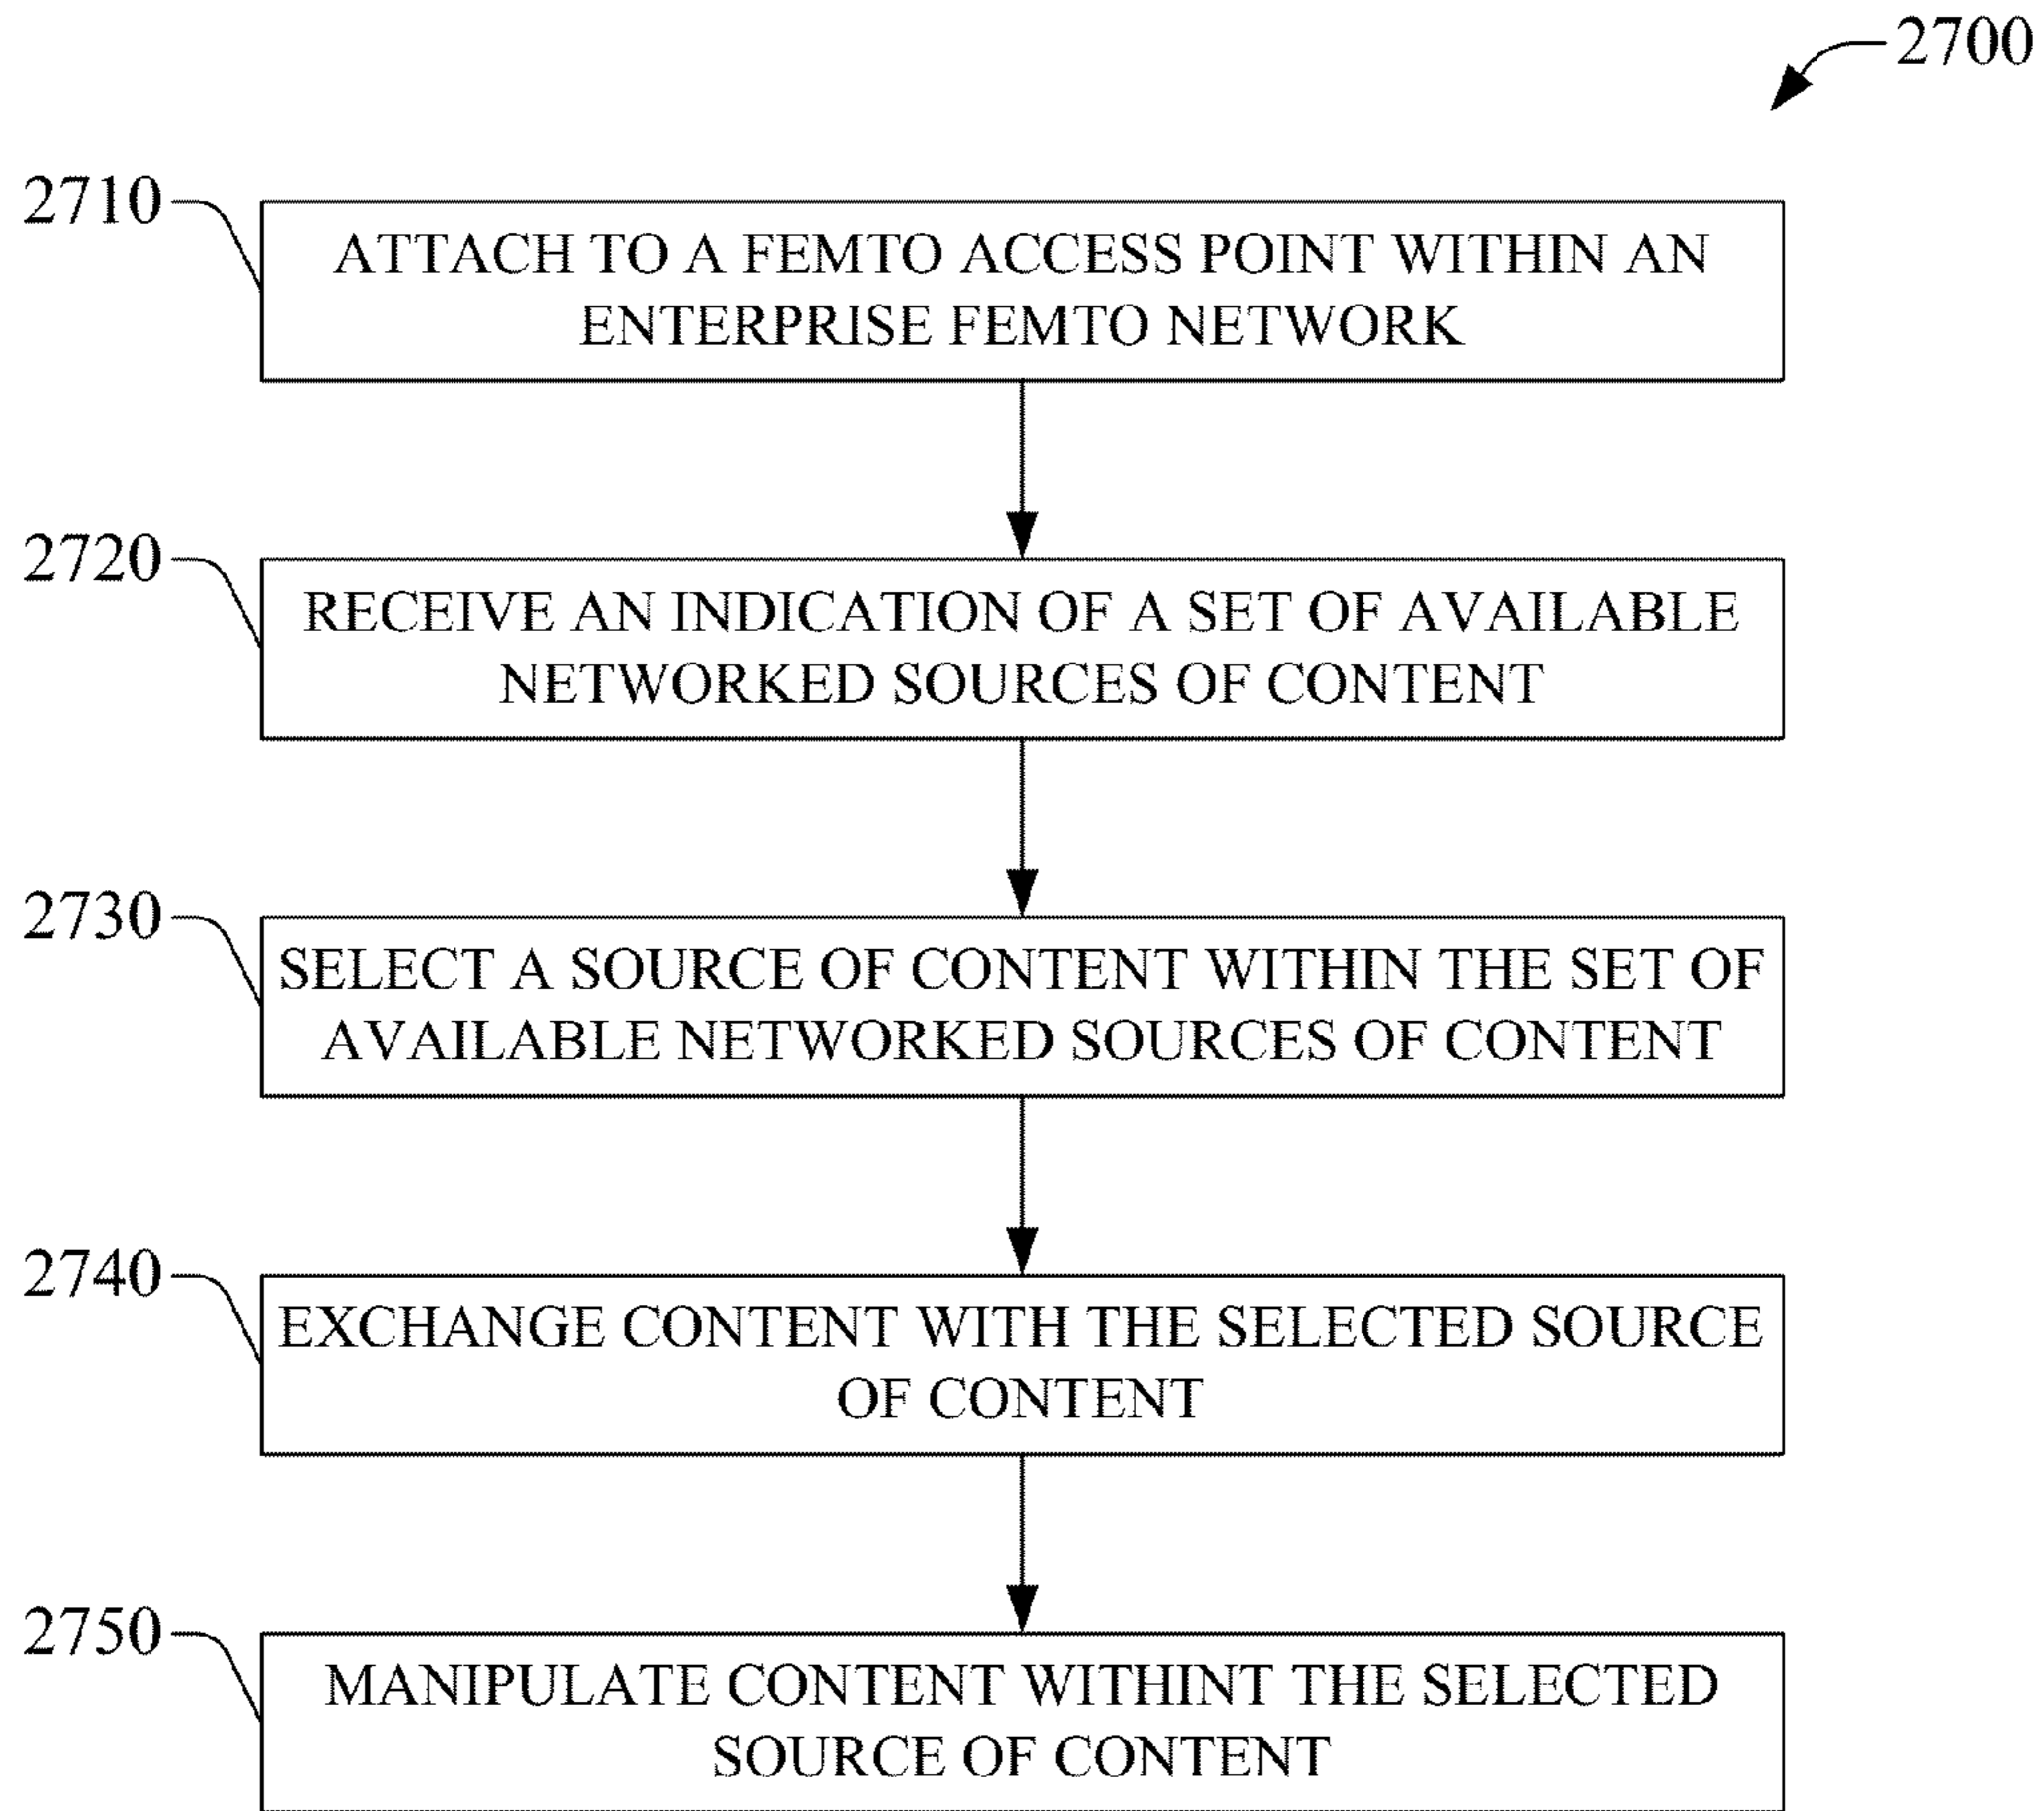 2700
2710
ATTACH TO A FEMTO ACCESS POINT WITHIN AN
ENTERPRISE FEMTO NETWORK
2720
RECEIVE AN INDICATION OF A SET OF AVAILABLE
NETWORKED SOURCES OF CONTENT
2730
SELECT A SOURCE OF CONTENT WITHIN THE SET OF
AVAILABLE NETWORKED SOURCES OF CONTENT
2740
EXCHANGE CONTENT WITH THE SELECTED SOURCE
OF CONTENT
2750
MANIPULATE CONTENT WITHINT THE SELECTED
SOURCE OF CONTENT